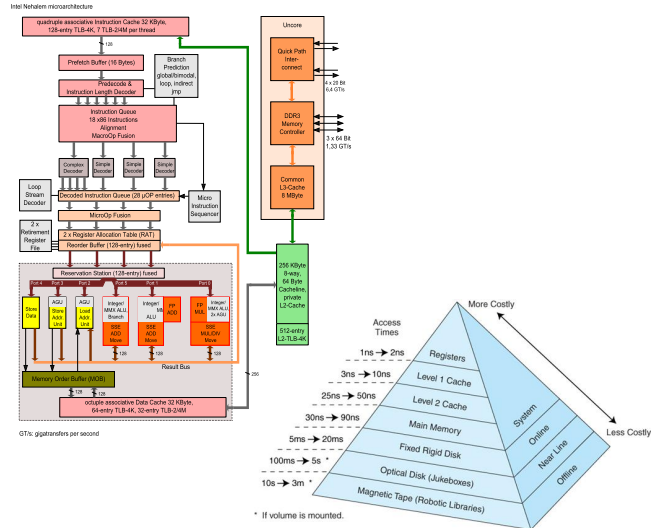 Intel Nehalem microarchitecture
quadruple associative Instruction Cache 32 KByte,
128-entry TLB-4K, 7 TLB-2/4M per thread
128
Prefetch Buffer (16 Bytes)
Predecode &
Instruction Length Decoder
Branch
Prediction
global/bimodal,
loop, indirect
jmp
Instruction Queue
18 x86 Instructions
Alignment
MacroOp Fusion
Complex
Decoder
Simple
Decoder
Simple
Decoder
Simple
Decoder
Loop
Stream
Decoder
Decoded Instruction Queue (28 µOP entries)
Micro
Instruction
Sequencer
MicroOp Fusion
2 x
Retirement
Register
File
2 x Register Allocation Table (RAT)
Reorder Buffer (128-entry) fused
Reservation Station (128-entry) fused
Port 4
Port 3
Port 2
Port 5
Port 1
Port 0
Store
Data
AGU
Store
Addr.
Unit
AGU
Load
Addr.
Unit
Integer/
MMX ALU,
Branch
SSE
ADD
Move
Integer/
MMX
ALU
FP
ADD
SSE
ADD
Move
FP
MUL
Integer/
MMX ALU,
2x AGU
SSE
MUL/DIV
Move
128
128
128
Result Bus
Memory Order Buffer (MOB)
128
128
octuple associative Data Cache 32 KByte,
64-entry TLB-4K, 32-entry TLB-2/4M
256
GT/s: gigatransfers per second
Uncore
Quick Path
Inter-
connect
4 x 20 Bit
6,4 GT/s
DDR3
Memory
Controller
3 x 64 Bit
1,33 GT/s
Common
L3-Cache
8 MByte
256 KByte
8-way,
64 Byte
Cacheline,
private
L2-Cache
512-entry
L2-TLB-4K
More Costly
Less Costly
Access
Times
1ns → 2ns
Registers
3ns → 10ns
Level 1 Cache
25ns → 50ns
Level 2 Cache
30ns → 90ns
Main Memory
5ms → 20ms
Fixed Rigid Disk
100ms → 5s *
Optical Disk (Jukeboxes)
10s → 3m *
Magnetic Tape (Robotic Libraries)
System
Online
Near Line
Offline
* If volume is mounted.